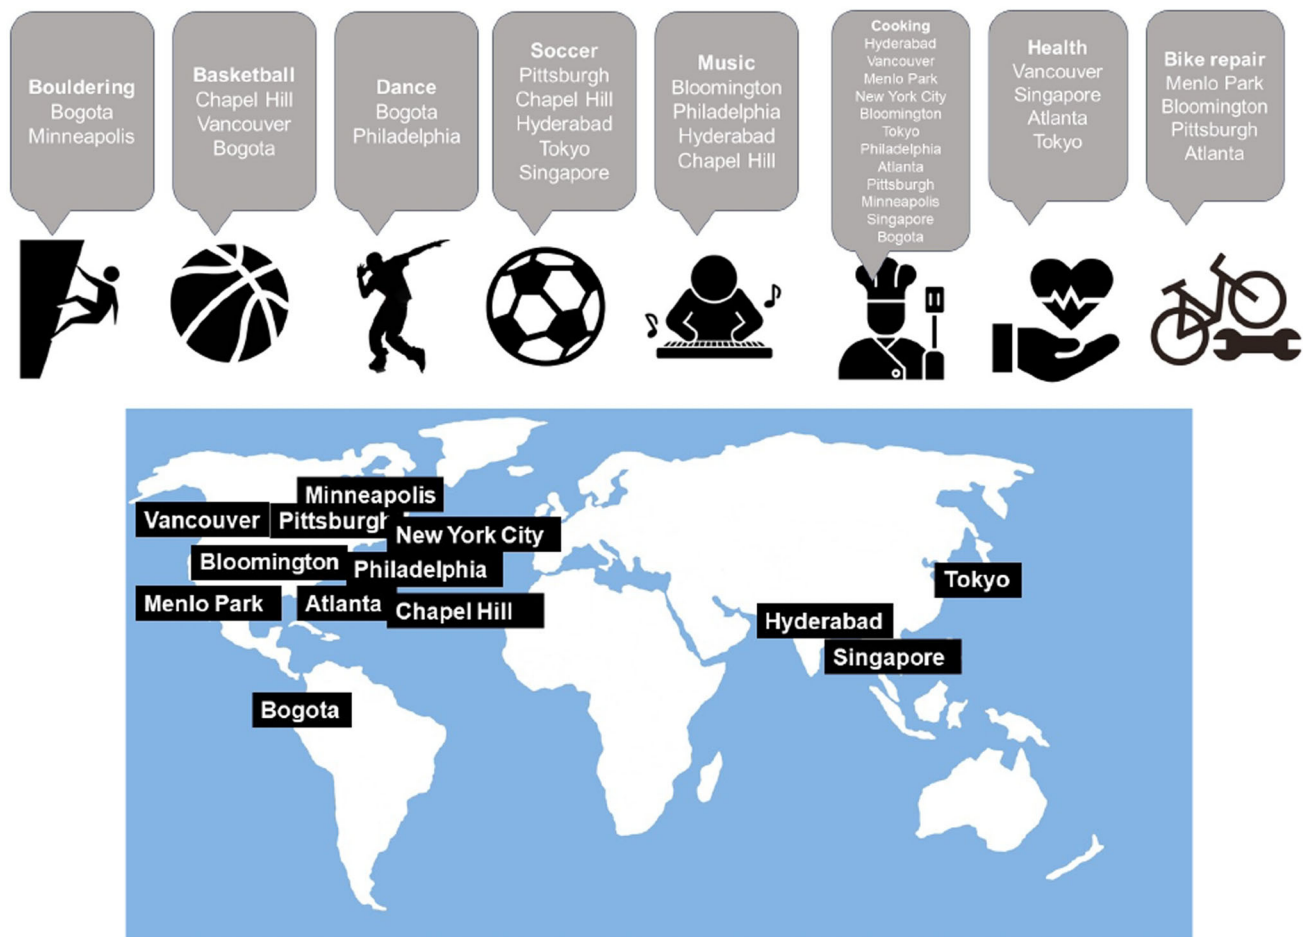 Bouldering
Bogota
Minneapolis
Basketball
Chapel Hill
Vancouver
Bogota
Dance
Bogota
Philadelphia
Soccer
Pittsburgh
Chapel Hill
Hyderabad
Tokyo
Singapore
Music
Bloomington
Philadelphia
Hyderabad
Chapel Hill
Cooking
Hyderabad
Vancouver
Menlo Park
New York City
Bloomington
Tokyo
Philadelphia
Atlanta
Pittsburgh
Minneapolis
Singapore
Bogota
Health
Vancouver
Singapore
Atlanta
Tokyo
Bike repair
Menlo Park
Bloomington
Pittsburgh
Atlanta
Minneapolis
Vancouver
Pittsburgh
New York City
Bloomington
Philadelphia
Tokyo
Menlo Park
Atlanta
Chapel Hill
Hyderabad
Singapore
Bogota